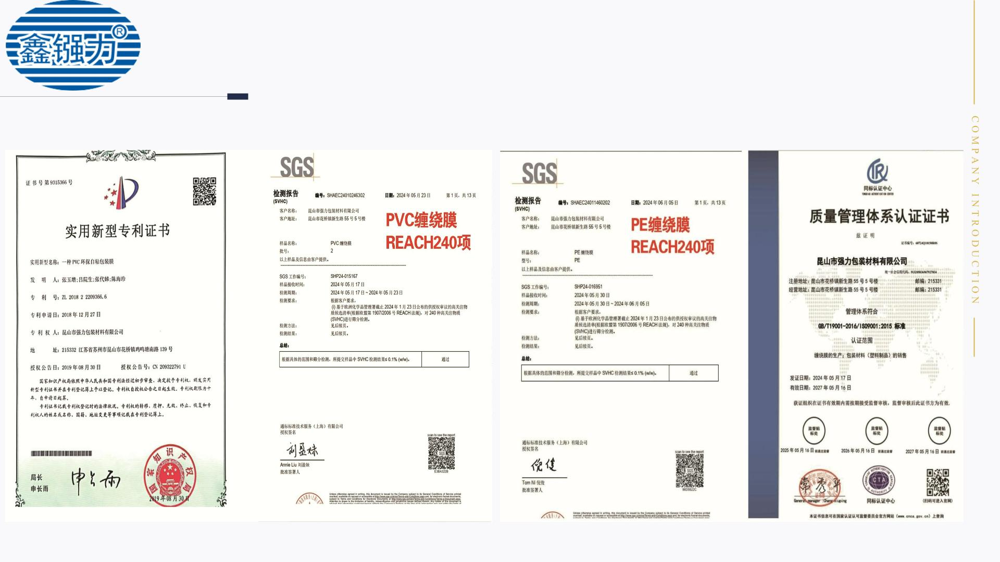 鑫镪力®
COMPANY INTRODUCTION
证书号第9315366号
实用新型专利证书
实用新型名称：一种PVC环保自粘包装膜
发 明 人：张玉增;吕院生;张代娣;陈海珍
专 利 号：ZL 2018 2 2209366.6
专利申请日：2018年12月27日
专 利 权 人：昆山市强力包装材料有限公司
地 址：215332 江苏省苏州市昆山市花桥镇鸡鸣塘南路139号
授权公告日：2019年08月30日 授权公告号：CN 209322791 U
国家知识产权局依照中华人民共和国专利法经过初步审查，决定授予专利权，颁发实用
新型专利证书并在专利登记簿上予以登记。专利权自授权公告之日起生效。专利权期限为十
年，自申请日起算。
专利证书记载专利权登记时的法律状况。专利权的转移、质押、无效、终止、恢复和专
利权人的姓名或名称、国籍、地址变更等事项记载在专利登记簿上。
局长
申长雨
申长雨
国家知识产权局
2019年08月30日
SGS
检测报告
(SVHC)
编号：SHAEC24010246302 日期：2024年05月23日 第1页，共13页
客户名称： 昆山市强力包装材料有限公司
客户地址： 昆山市花桥镇新生路55号5号楼
PVC缠绕膜
REACH240项
样品名称： PVC缠绕膜
批号： 2
以上样品及信息由客户提供。
SGS工作编号： SHP24-015167
样品接收时间： 2024年05月17日
检测周期： 2024年05月17日 ~ 2024年05月23日
检测要求： 根据客户要求，
(i) 基于欧洲化学品管理署截止2024年1月23日公布的供授权审议的高关注物
质候选清单(根据欧盟第1907/2006号REACH法规)，对240种高关注物质
(SVHC)进行筛分检测。
检测方法： 见后续页。
检测结果： 见后续页。
总结：
根据具体的范围和筛分检测，所提交样品中SVHC检测结果≤ 0.1% (w/w)。 通过
通标标准技术服务（上海）有限公司
授权签名
刘盈妹
Annie Liu 刘盈妹
批准签署人
scan to see the report
SGS
E3BA322B
Unless otherwise agreed in writing, this document is issued by the Company subject to its General Conditions of Service printed
SGS
检测报告
(SVHC)
编号：SHAEC24011460202 日期：2024年06月05日 第1页，共13页
客户名称： 昆山市强力包装材料有限公司
客户地址： 昆山市花桥镇新生路55号5号楼
PE缠绕膜
REACH240项
样品名称： PE缠绕膜
型号： PE
以上样品及信息由客户提供。
SGS工作编号： SHP24-016951
样品接收时间： 2024年05月30日
检测周期： 2024年05月30日 ~ 2024年06月05日
检测要求： 根据客户要求，
(i) 基于欧洲化学品管理署截止2024年1月23日公布的供授权审议的高关注物
质候选清单(根据欧盟第1907/2006号REACH法规)，对240种高关注物质
(SVHC)进行筛分检测。
检测方法： 见后续页。
检测结果： 见后续页。
总结：
根据具体的范围和筛分检测，所提交样品中SVHC检测结果≤ 0.1% (w/w)。 通过
通标标准技术服务（上海）有限公司
授权签名
倪俊
Tom Ni 倪俊
批准签署人
scan to see the report
SGS
Unless otherwise agreed in writing, this document is issued by the Company subject to its General Conditions of Service printed
同标认证中心
质量管理体系认证证书
兹证明
证书编号：
昆山市强力包装材料有限公司
统一社会信用代码：
注册地址：昆山市花桥镇新生路55号5号楼 邮编：215331
经营地址：昆山市花桥镇新生路55号5号楼 邮编：215331
管理体系符合
GB/T19001-2016/ISO9001:2015 标准
认证范围
缠绕膜的生产；包装材料（塑料制品）的销售
发证日期：2024年05月17日
有效日期：2027年05月16日
获证组织在证书有效期内需按期接受监督审核，监督审核后此证书方为有效.
监督贴
标处
监督贴
标处
监督贴
标处
2025年05月16日前通过监督 2026年05月16日前通过监督 2027年05月16日前通过监督
CTA
同标认证中心
(扫码可进入官网)
本证书信息可在国家认证认可监督委员会官方网站（www.cnca.gov.cn）上查询